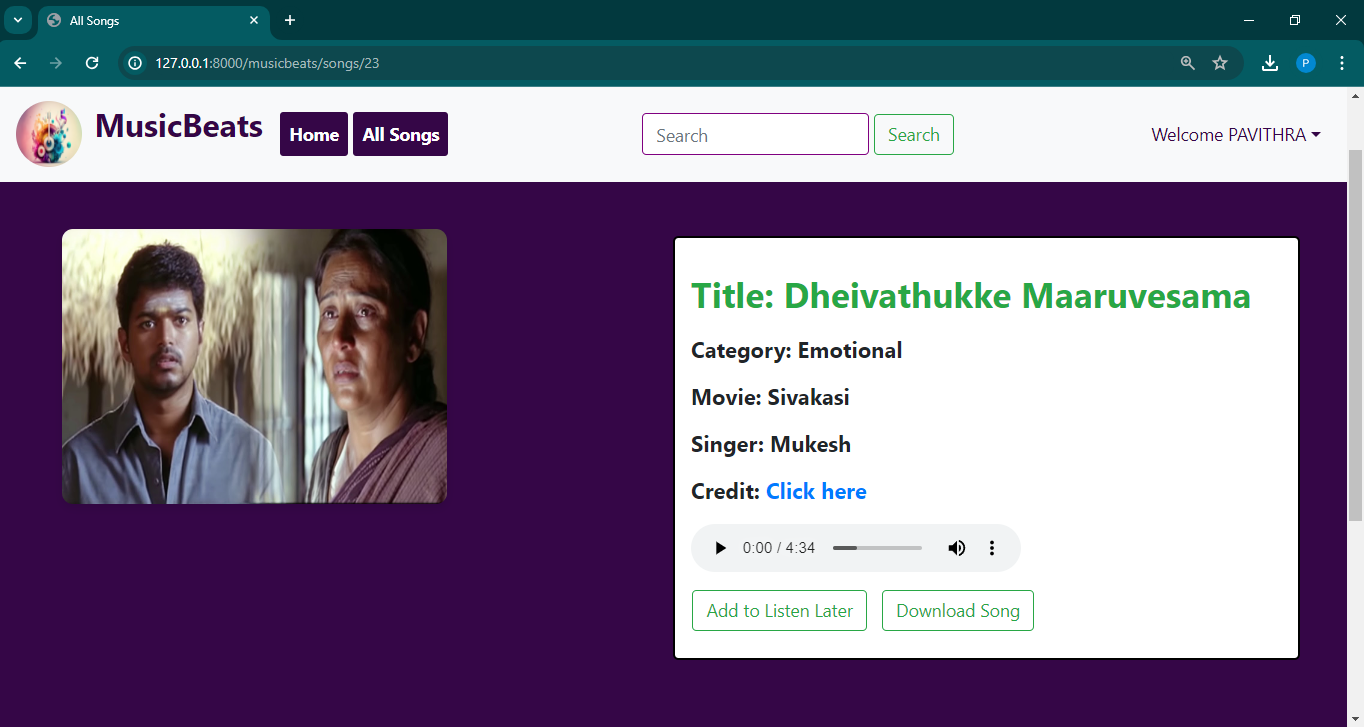 All Songs
127.0.0.1:8000/musicbeats/songs/23
P
MusicBeats
Home
All Songs
Search
Search
Welcome PAVITHRA
Title: Dheivathukke Maaruvesama
Category: Emotional
Movie: Sivakasi
Singer: Mukesh
Credit: Click here
0:00 / 4:34
Add to Listen Later
Download Song